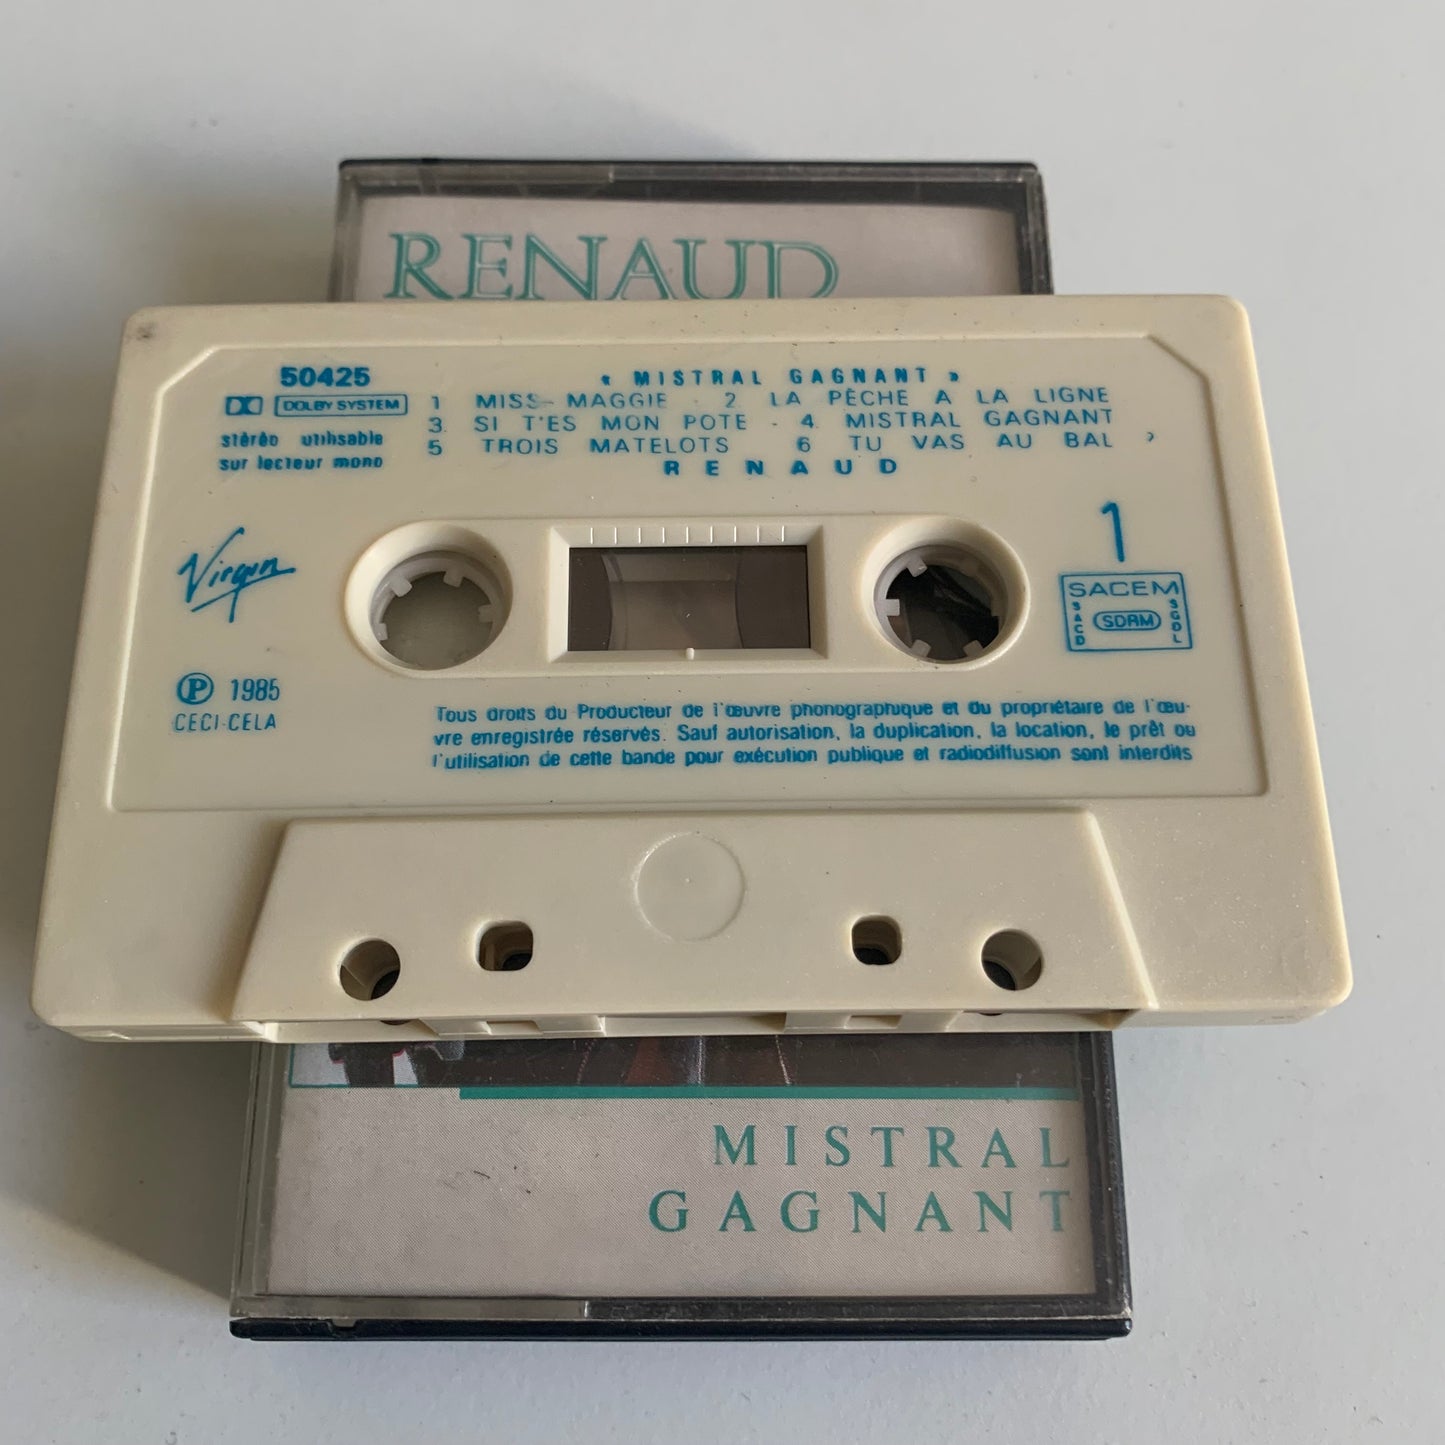 RENAUD
50425
DOLBY SYSTEM
stéréo utilisable
sur lecteur mono
« MISTRAL GAGNANT »
1 MISS MAGGIE - 2 LA PÊCHE A LA LIGNE
3. SI T'ES MON POTE - 4. MISTRAL GAGNANT
5 TROIS MATELOTS 6 TU VAS AU BAL ?
RENAUD
Virgin
1
SACEM
SACD
SDRM
SGDL
Ⓟ 1985
CECI-CELA
Tous droits du Producteur de l'œuvre phonographique et du propriétaire de l'œu-
vre enregistrée réservés. Sauf autorisation, la duplication, la location, le prêt ou
l'utilisation de cette bande pour exécution publique et radiodiffusion sont interdits
MISTRAL
GAGNANT